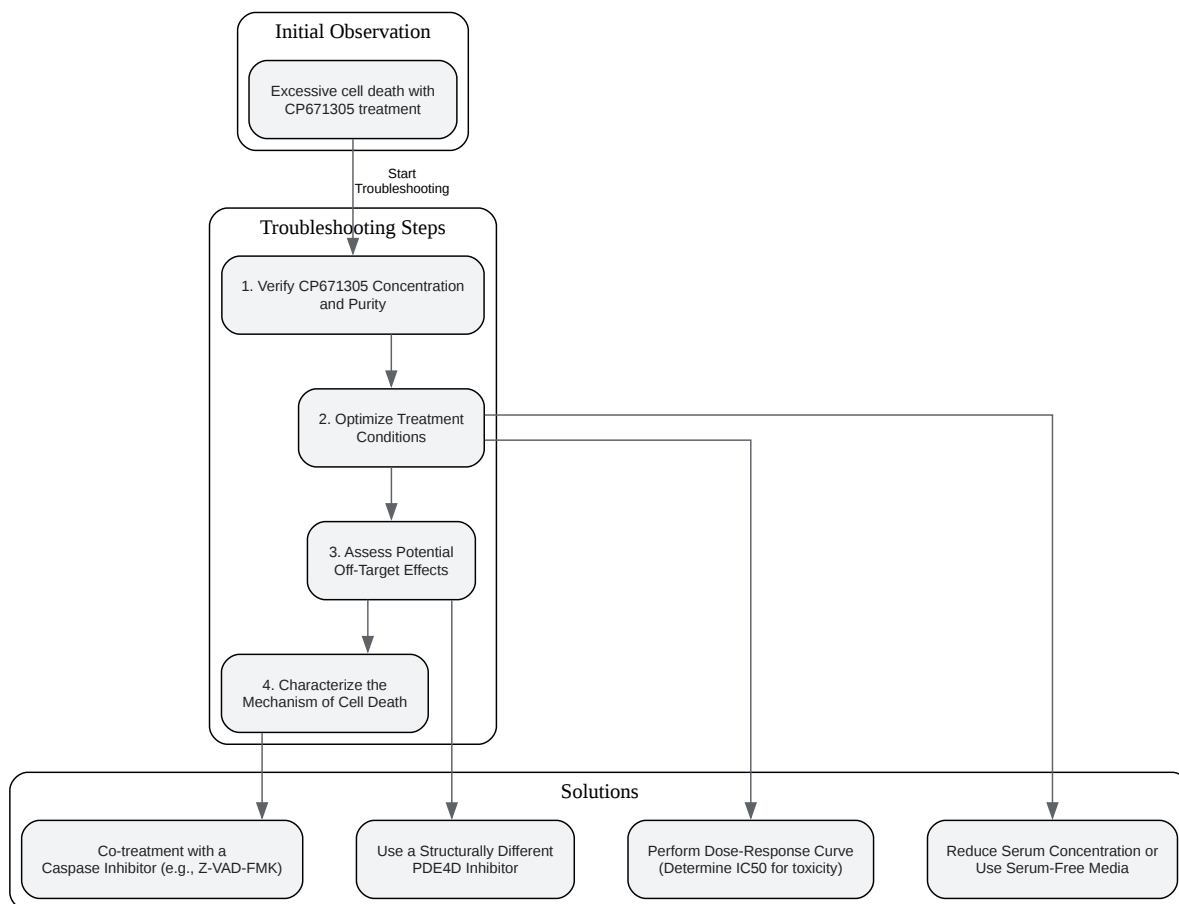 Initial Observation
Excessive cell death with
CP671305 treatment
Start
Troubleshooting
Troubleshooting Steps
1. Verify CP671305 Concentration
and Purity
2. Optimize Treatment
Conditions
3. Assess Potential
Off-Target Effects
4. Characterize the
Mechanism of Cell Death
Solutions
Co-treatment with a
Caspase Inhibitor (e.g., Z-VAD-FMK)
Use a Structurally Different
PDE4D Inhibitor
Perform Dose-Response Curve
(Determine IC50 for toxicity)
Reduce Serum Concentration or
Use Serum-Free Media